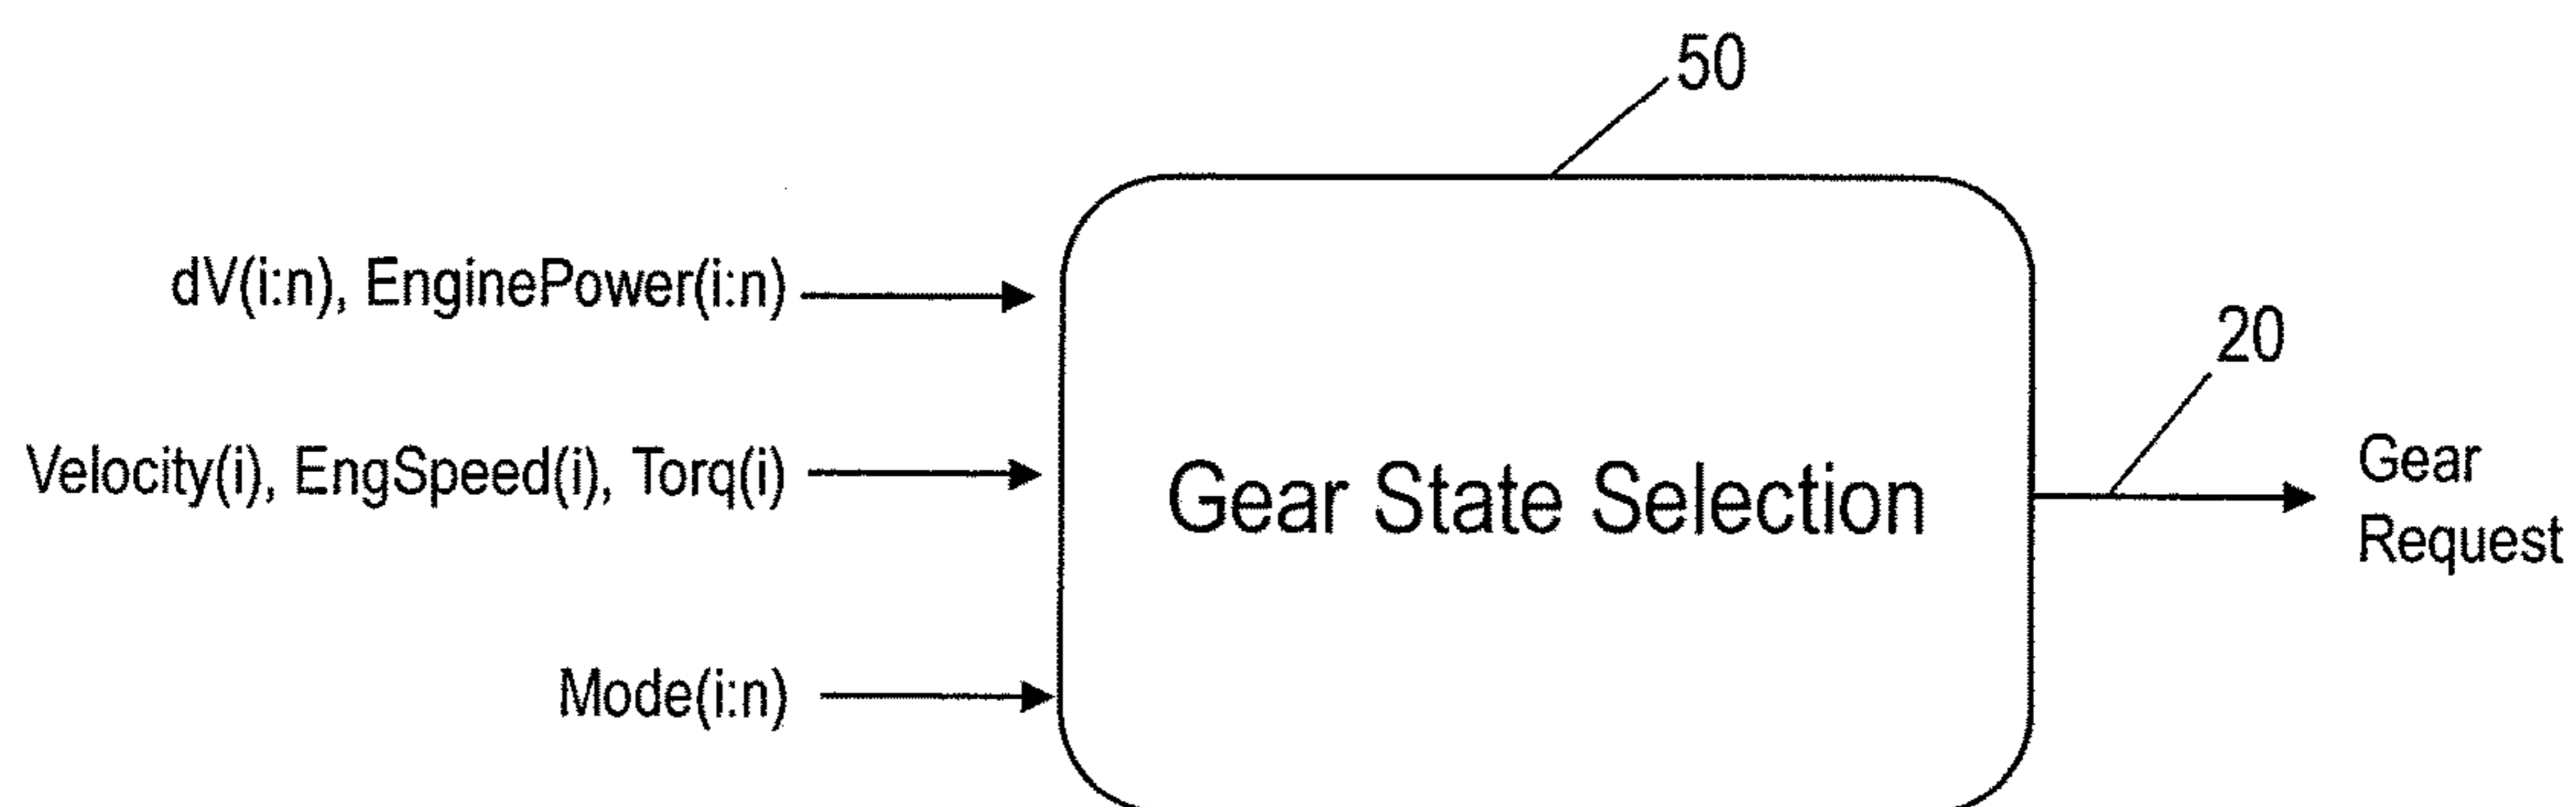 50
dV(i:n), EnginePower(i:n)
20
Velocity(i), EngSpeed(i), Torq(i)
Gear State Selection
Gear
Request
Mode(i:n)